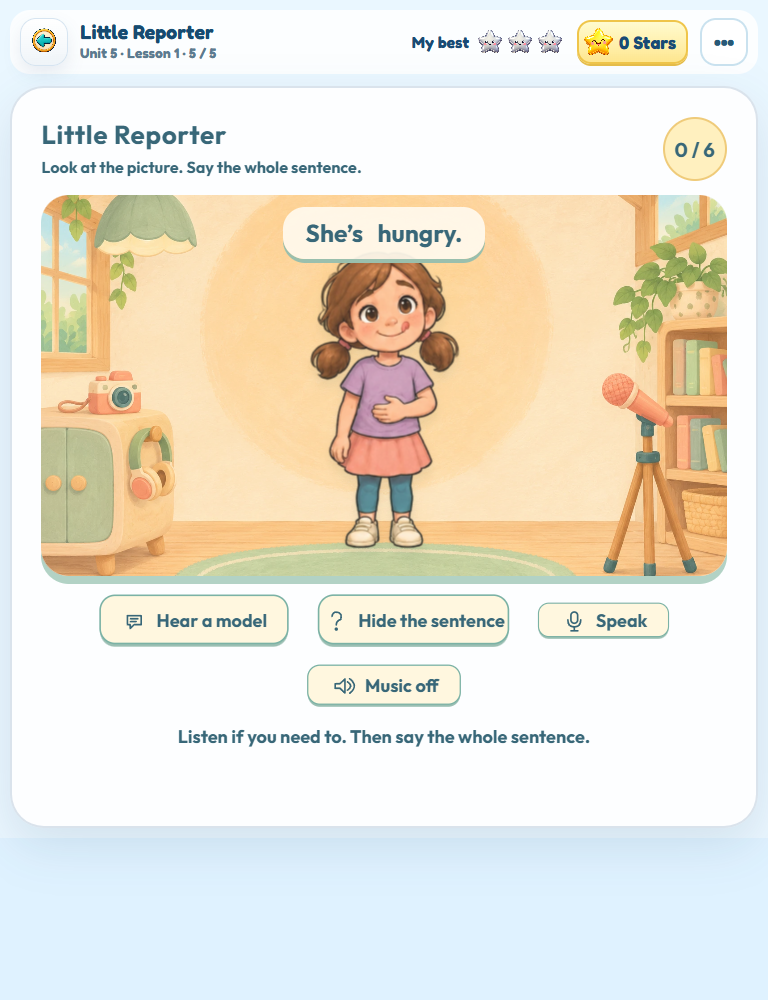 Little Reporter
Unit 5 · Lesson 1 · 5 / 5
My best
0 Stars
Little Reporter
Look at the picture. Say the whole sentence.
0 / 6
She's hungry.
Hear a model
Hide the sentence
Speak
Music off
Listen if you need to. Then say the whole sentence.